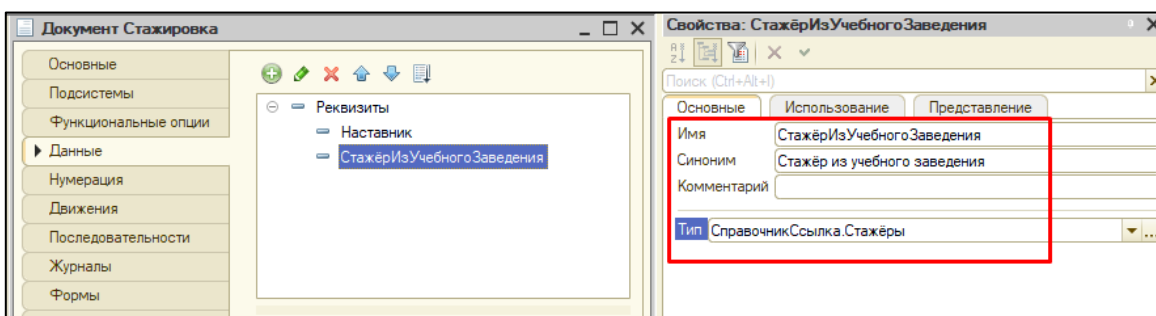 Документ Стажировка
Основные
Подсистемы
Функциональные опции
Данные
Нумерация
Движения
Последовательности
Журналы
Формы
Реквизиты
Наставник
СтажёрИзУчебногоЗаведения
Свойства: СтажёрИзУчебногоЗаведения
Поиск (Ctrl+Alt+I)
Основные Использование Представление
Имя СтажёрИзУчебногоЗаведения
Синоним Стажёр из учебного заведения
Комментарий
Тип СправочникСсылка.Стажёры